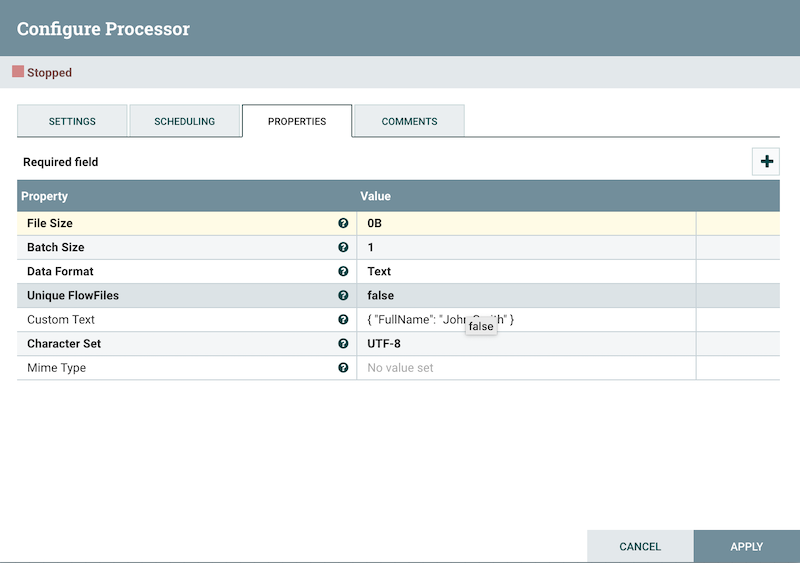 Configure Processor
Stopped
SETTINGS SCHEDULING PROPERTIES COMMENTS
Required field
Property Value
File Size 0B
Batch Size 1
Data Format Text
Unique FlowFiles false
Custom Text { "FullName": "John }
false
Character Set UTF-8
Mime Type No value set
CANCEL APPLY